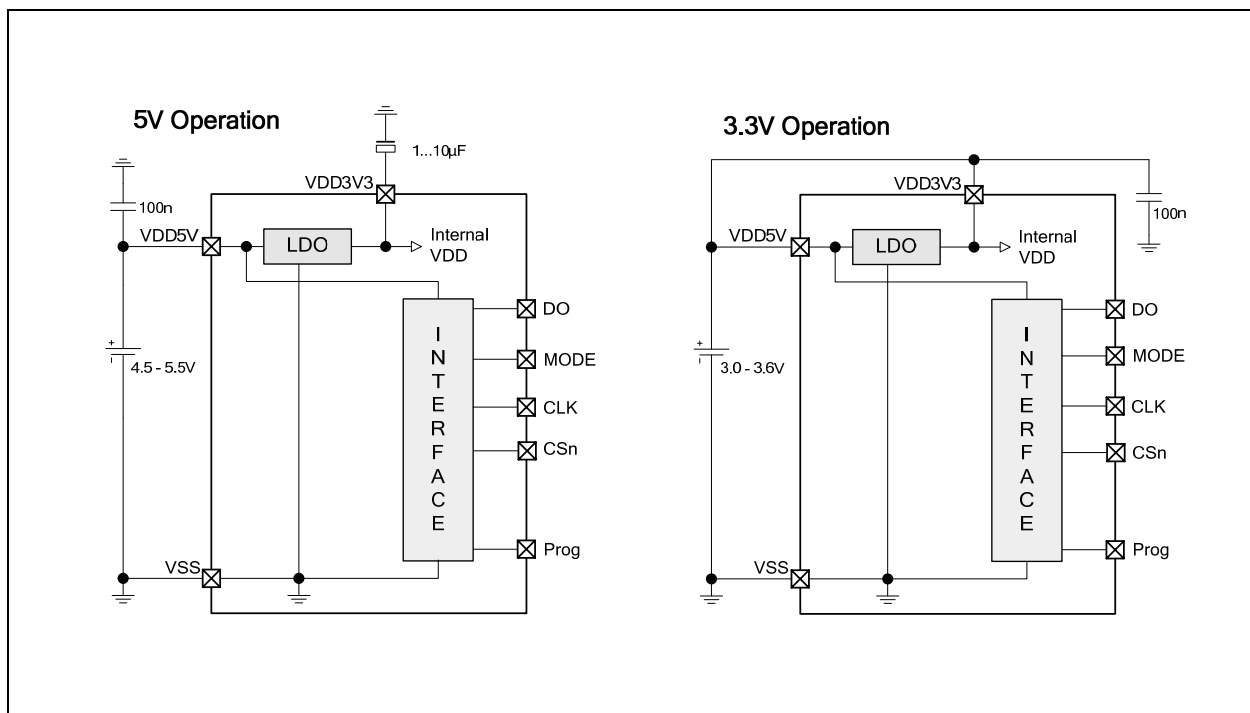 5V Operation
1...10µF
VDD3V3
100n
VDD5V
LDO
Internal
VDD
DO
MODE
4.5 - 5.5V
CLK
CSn
INTERFACE
Prog
VSS
3.3V Operation
VDD3V3
100n
VDD5V
LDO
Internal
VDD
DO
MODE
3.0 - 3.6V
CLK
CSn
INTERFACE
Prog
VSS